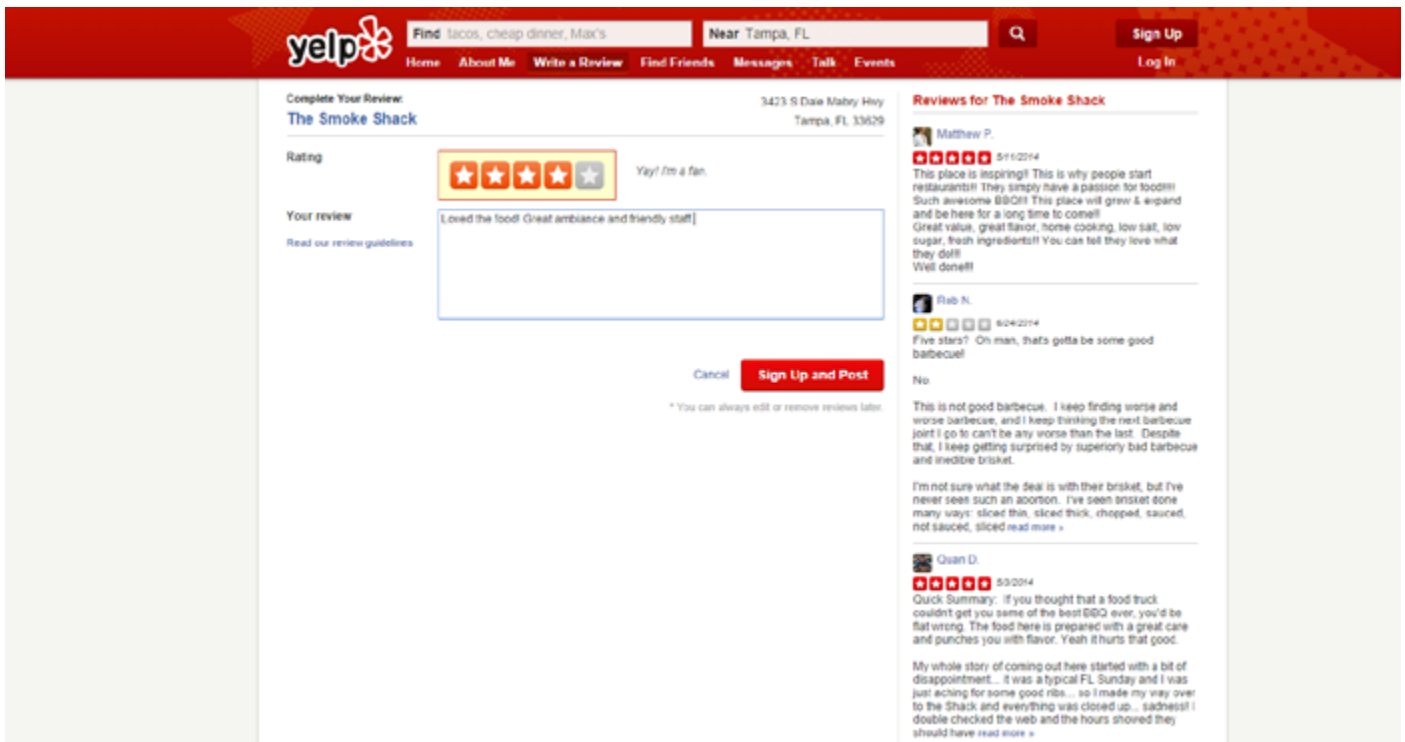 yelp
Find tacos, cheap dinner, Max's
Near Tampa, FL
Sign Up
Home About Me Write a Review Find Friends Messages Talk Events
Log In
Complete Your Review:
The Smoke Shack
3423 S Dale Mabry Hwy
Tampa, FL 33629
Rating
Yay! I'm a fan.
Your review
Read our review guidelines
Loved the food! Great ambiance and friendly staff.
Cancel
Sign Up and Post
* You can always edit or remove reviews later.
Reviews for The Smoke Shack
Matthew P.
5/11/2014
This place is inspiring!! This is why people start
restaurants!! They simply have a passion for food!!!!
Such awesome BBQ!!! This place will grow & expand
and be here for a long time to come!!
Great value, great flavor, home cooking, low salt, low
sugar, fresh ingredients!! You can tell they love what
they do!!!
Well done!!!
Rob N.
6/24/2014
Five stars? Oh man, that's gotta be some good
barbecue!
No.
This is not good barbecue. I keep finding worse and
worse barbecue, and I keep thinking the next barbecue
joint I go to can't be any worse than the last. Despite
that, I keep getting surprised by superiorly bad barbecue
and inedible brisket.
I'm not sure what the deal is with their brisket, but I've
never seen such an abortion. I've seen brisket done
many ways: sliced thin, sliced thick, chopped, sauced,
not sauced, sliced read more »
Quan D.
5/3/2014
Quick Summary: If you thought that a food truck
couldn't get you some of the best BBQ ever, you'd be
flat wrong. The food here is prepared with a great care
and punches you with flavor. Yeah it hurts that good.
My whole story of coming out here started with a bit of
disappointment... it was a typical FL Sunday and I was
just aching for some good ribs... so I made my way over
to the Shack and everything was closed up... sadness! I
double checked the web and the hours showed they
should have read more »